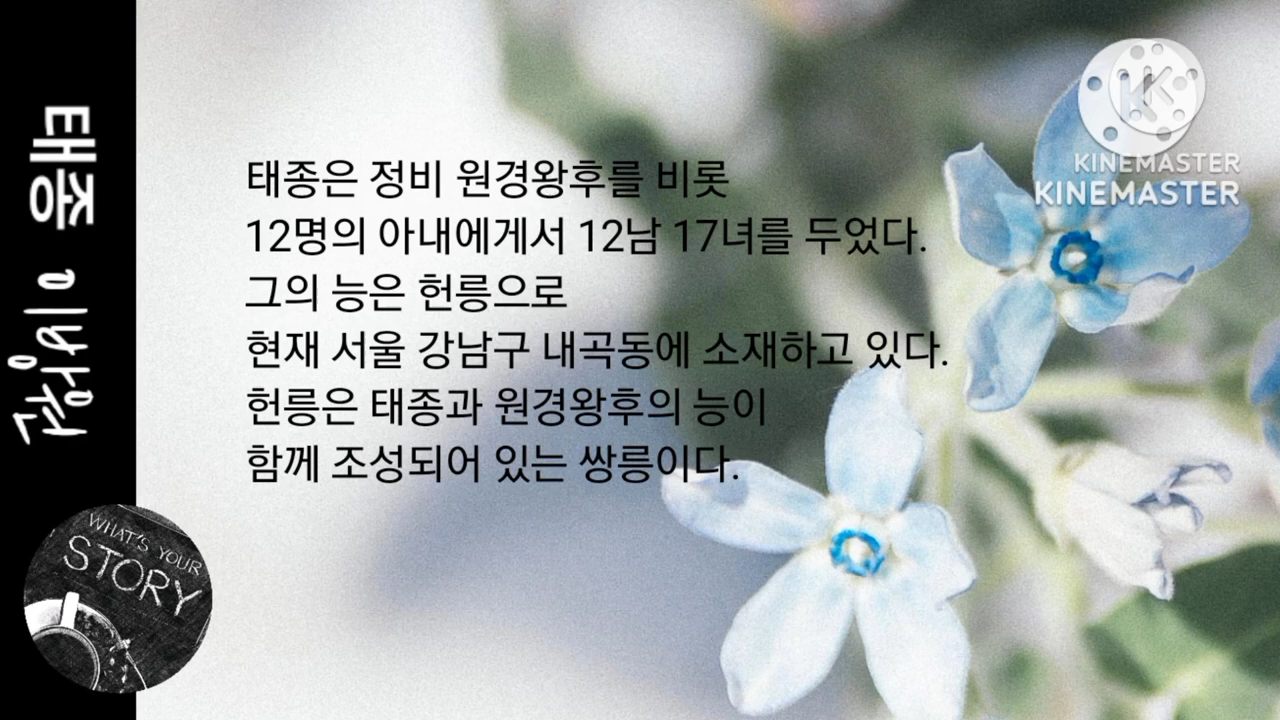 태종 이
태종은 정비 원경왕후를 비롯
12명의 아내에게서 12남 17녀를 두었다.
그의 능은 헌릉으로
현재 서울 강남구 내곡동에 소재하고 있다.
헌릉은 태종과 원경왕후의 능이
함께 조성되어 있는 쌍릉이다.
KINEMASTER
KINEMASTER
WHAT'S YOUR
STORY